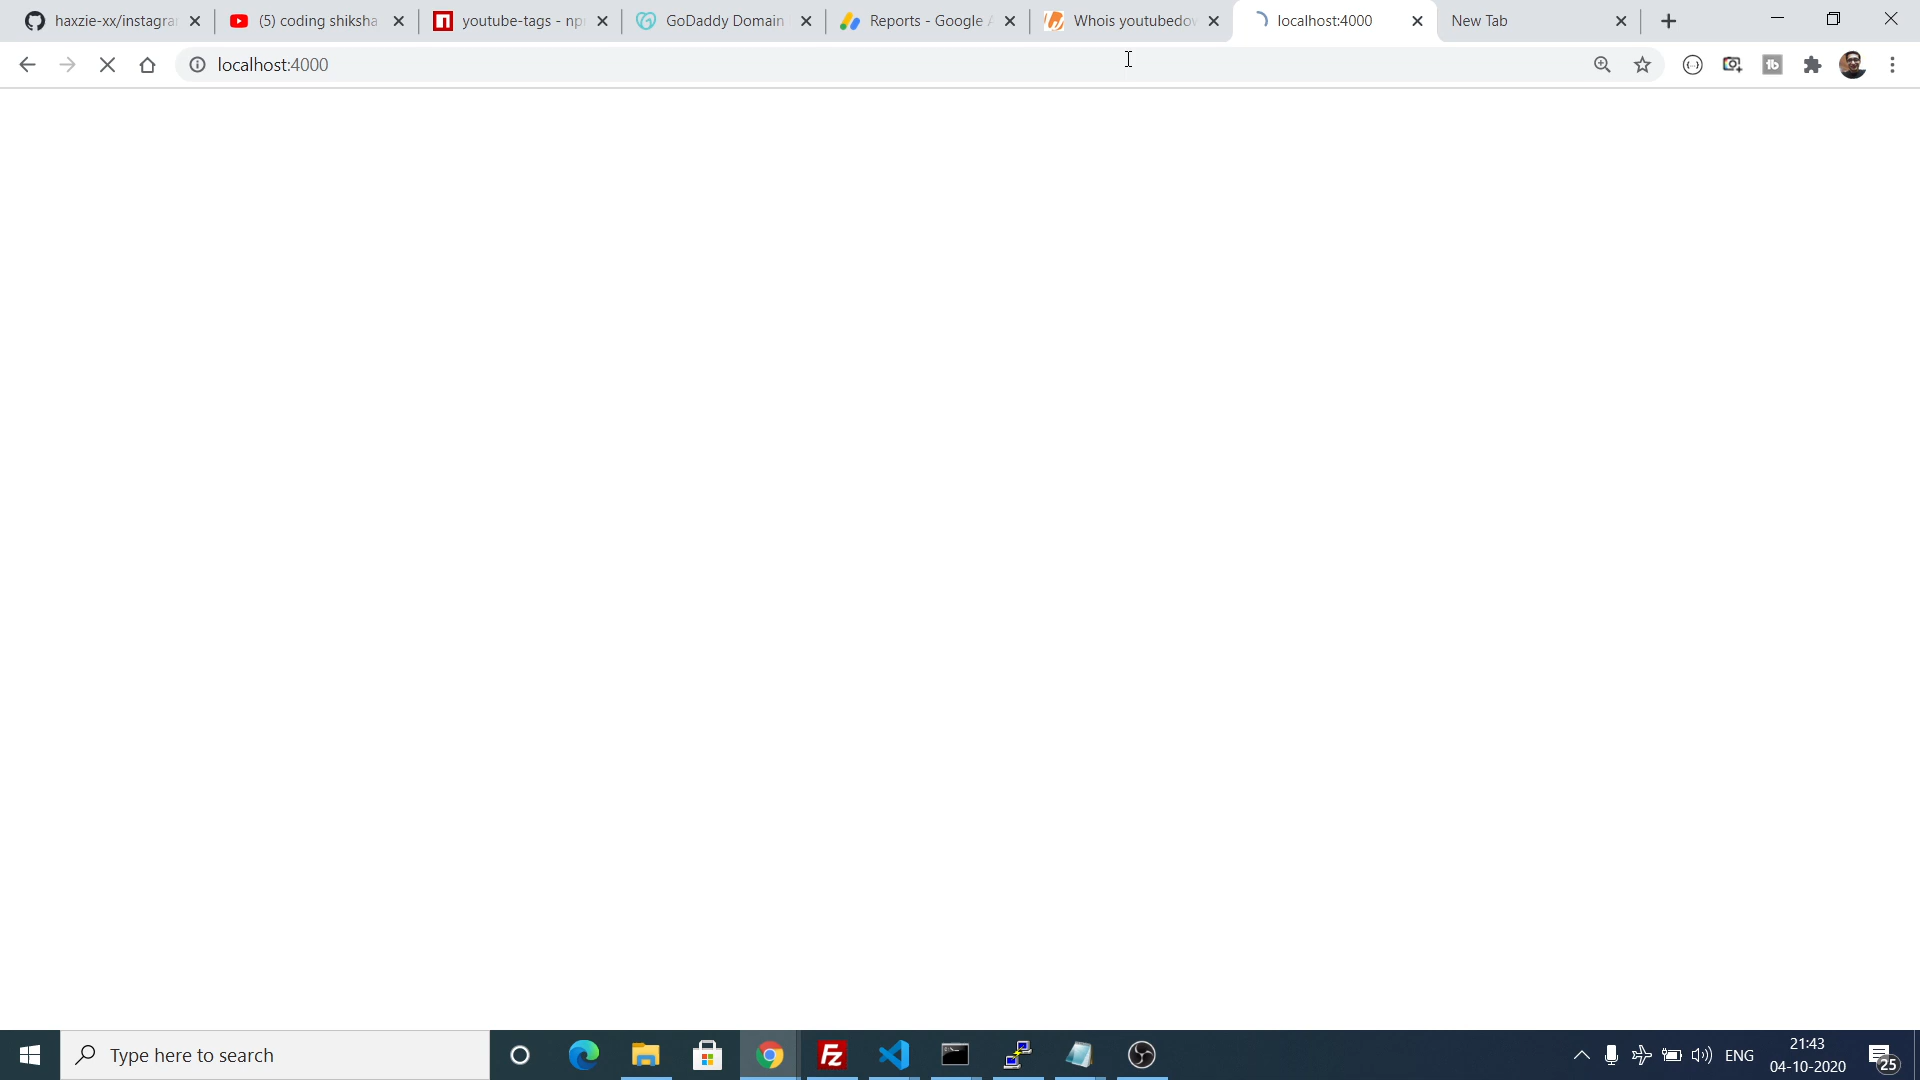 haxzie-xx/instagra
(5) coding shiksha
youtube-tags - np
GoDaddy Domain
Reports - Google A
Whois youtubedow
localhost:4000
New Tab
localhost:4000
Type here to search
ENG
21:43
04-10-2020
25